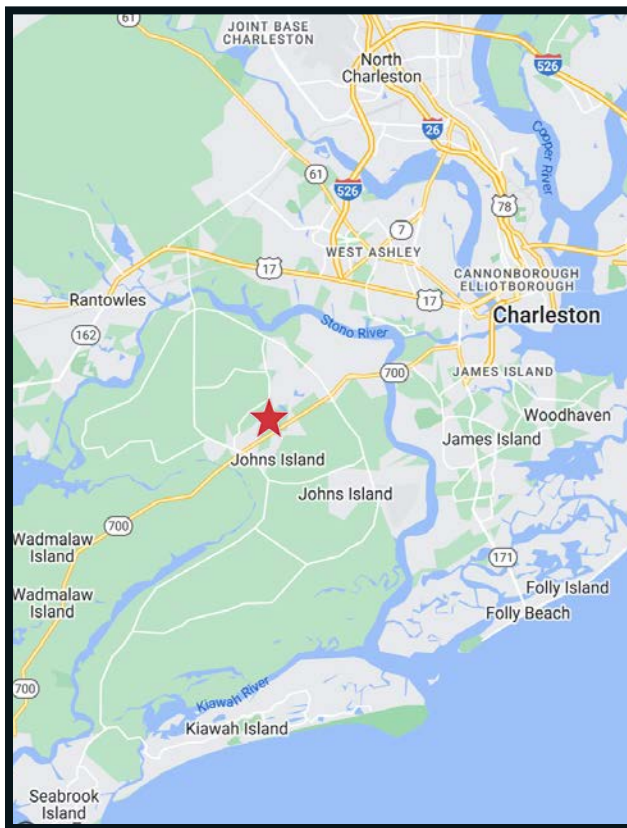 61
JOINT BASE
CHARLESTON
North
Charleston
526
26
Cooper River
61
526
78
7
WEST ASHLEY
17
CANNONBOROUGH
ELLIOTBOROUGH
Rantowles
17
Charleston
Stono River
162
700
JAMES ISLAND
Woodhaven
James Island
Johns Island
Johns Island
700
Wadmalaw
Island
171
Wadmalaw
Island
Folly Island
Folly Beach
Kiawah River
700
Kiawah Island
Seabrook
Island